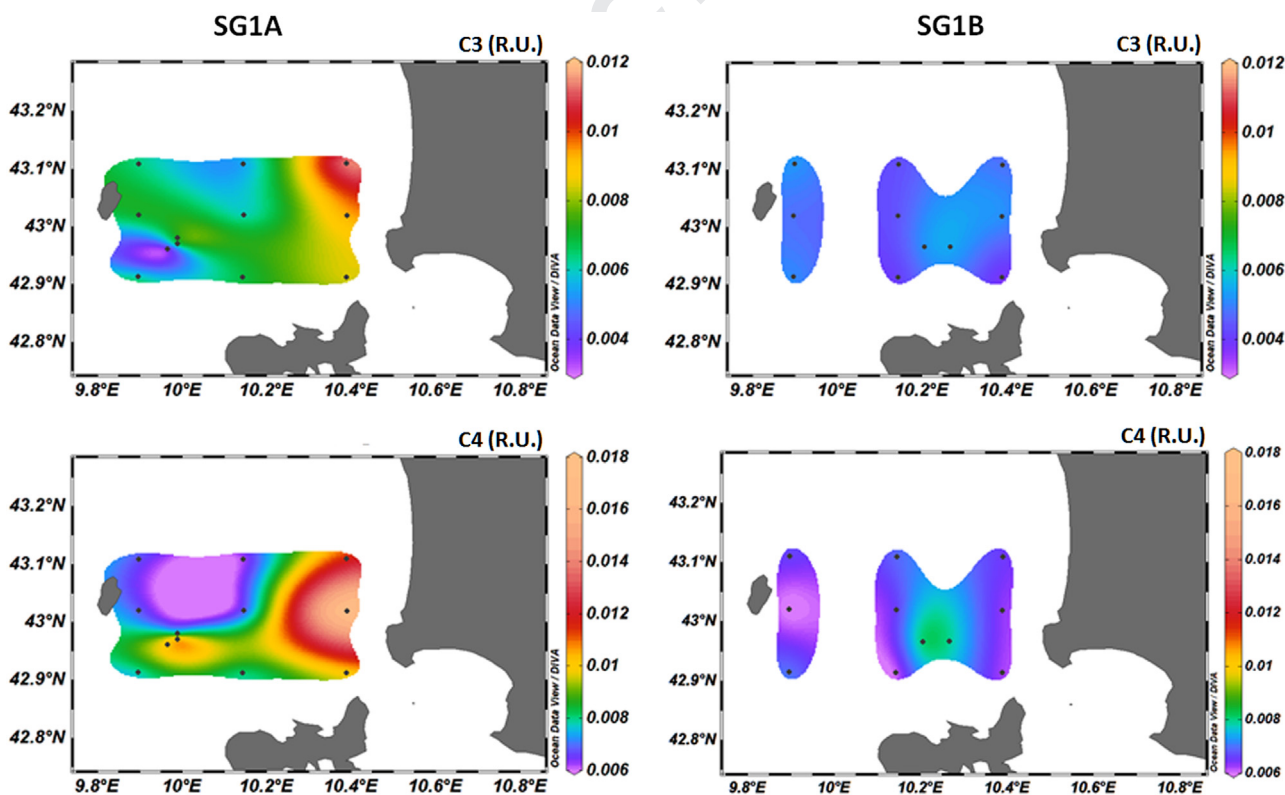 SG1A
SG1B
C3 (R.U.)
C3 (R.U.)
43.2°N
43.1°N
43°N
42.9°N
42.8°N
9.8°E 10°E 10.2°E 10.4°E 10.6°E 10.8°E
0.012
0.01
0.008
0.006
0.004
Ocean Data View / DIVA
43.2°N
43.1°N
43°N
42.9°N
42.8°N
9.8°E 10°E 10.2°E 10.4°E 10.6°E 10.8°E
0.012
0.01
0.008
0.006
0.004
Ocean Data View / DIVA
C4 (R.U.)
C4 (R.U.)
43.2°N
43.1°N
43°N
42.9°N
42.8°N
9.8°E 10°E 10.2°E 10.4°E 10.6°E 10.8°E
0.018
0.016
0.014
0.012
0.010
0.008
0.006
Ocean Data View / DIVA
43.2°N
43.1°N
43°N
42.9°N
42.8°N
9.8°E 10°E 10.2°E 10.4°E 10.6°E 10.8°E
0.018
0.016
0.014
0.012
0.010
0.008
0.006
Ocean Data View / DIVA